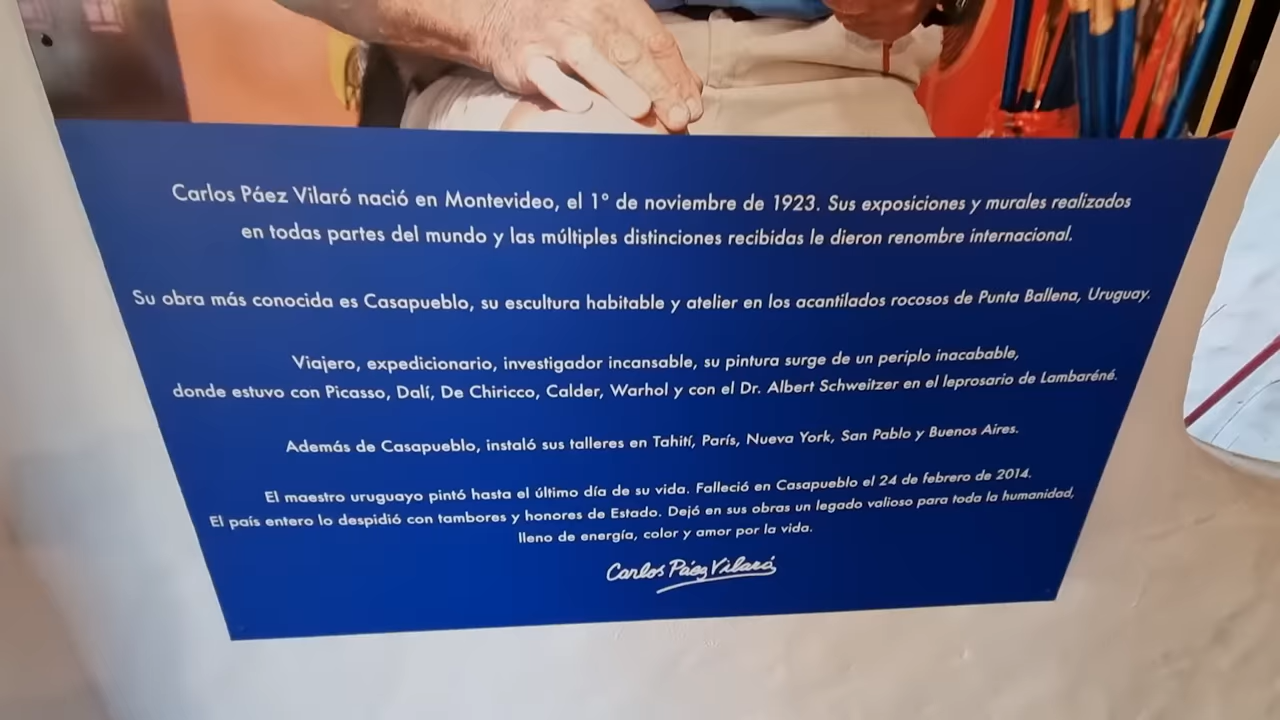 Carlos Páez Vilaró nació en Montevideo, el 1° de noviembre de 1923. Sus exposiciones y murales realizados
en todas partes del mundo y las múltiples distinciones recibidas le dieron renombre internacional.
Su obra más conocida es Casapueblo, su escultura habitable y atelier en los acantilados rocosos de Punta Ballena, Uruguay.
Viajero, expedicionario, investigador incansable, su pintura surge de un periplo inacabable,
donde estuvo con Picasso, Dalí, De Chiricco, Calder, Warhol y con el Dr. Albert Schweitzer en el leprosario de Lambaréné.
Además de Casapueblo, instaló sus talleres en Tahití, París, Nueva York, San Pablo y Buenos Aires.
El maestro uruguayo pintó hasta el último día de su vida. Falleció en Casapueblo el 24 de febrero de 2014.
El país entero lo despidió con tambores y honores de Estado. Dejó en sus obras un legado valioso para toda la humanidad,
lleno de energía, color y amor por la vida.
Carlos Páez Vilaró